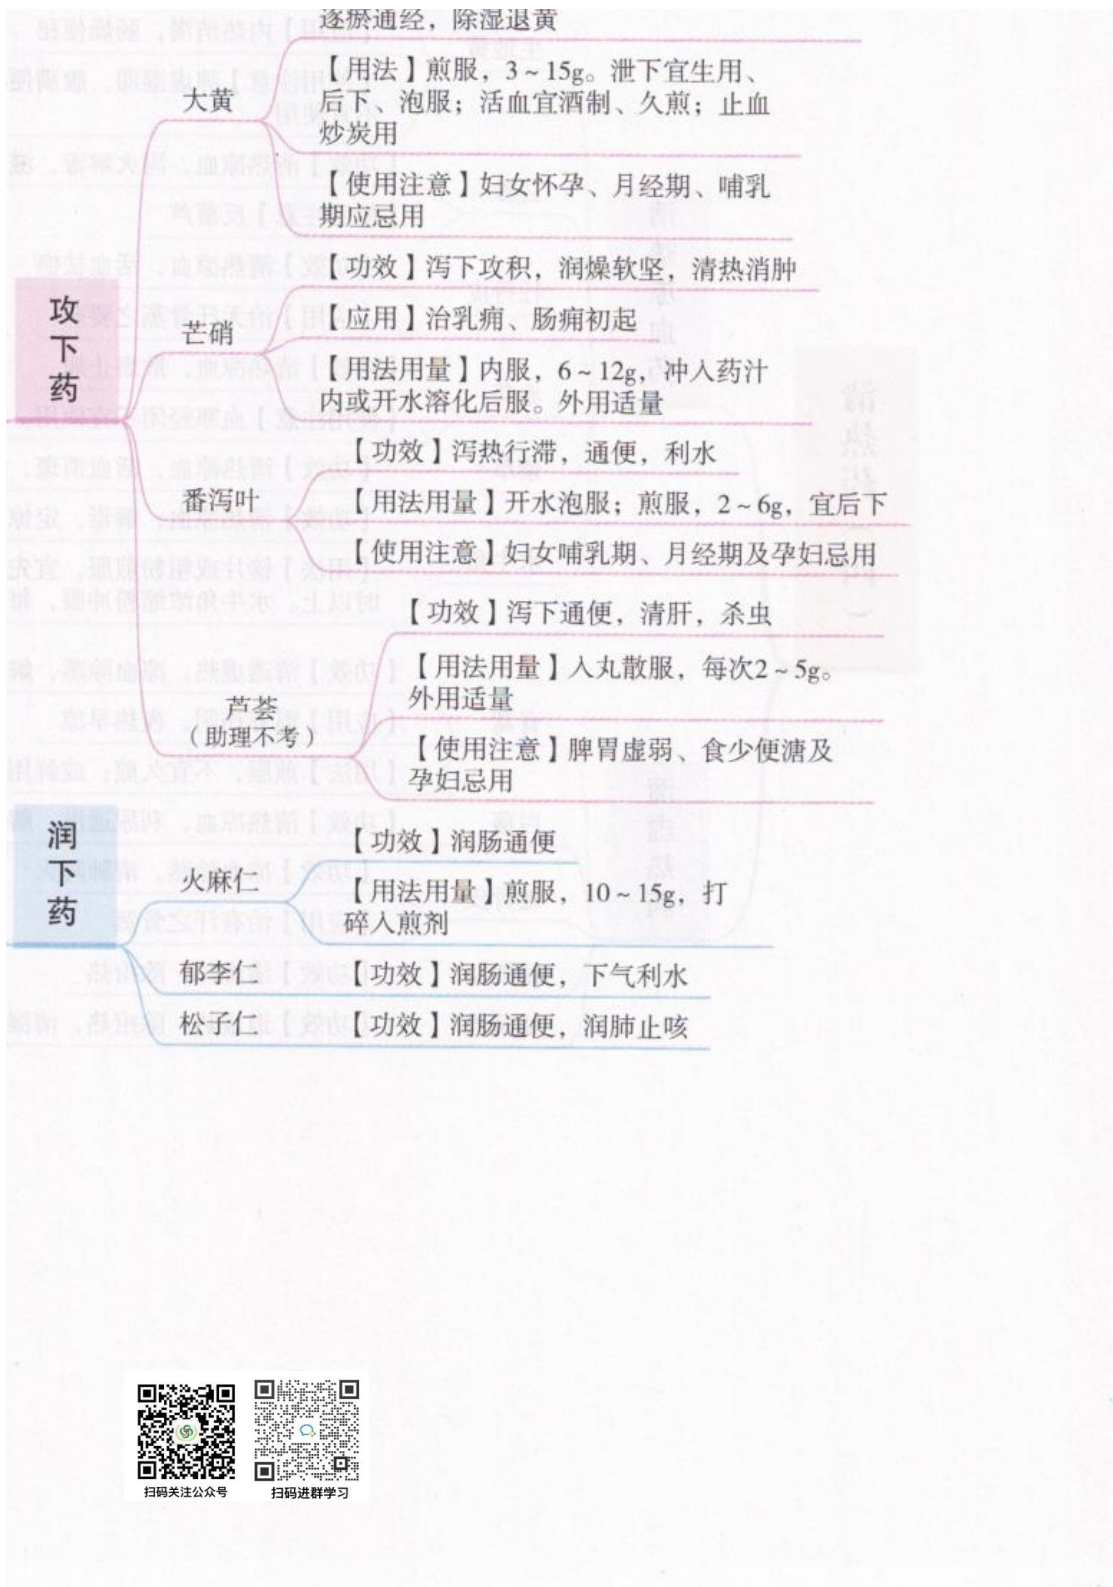 逐瘀通经，除湿退黄
大黄
【用法】煎服，3～15g。泄下宜生用、
后下、泡服；活血宜酒制、久煎；止血
炒炭用
【使用注意】妇女怀孕、月经期、哺乳
期应忌用
攻下药
芒硝
【功效】泻下攻积，润燥软坚，清热消肿
【应用】治乳痈、肠痈初起
【用法用量】内服，6～12g，冲入药汁
内或开水溶化后服。外用适量
番泻叶
【功效】泻热行滞，通便，利水
【用法用量】开水泡服；煎服，2～6g，宜后下
【使用注意】妇女哺乳期、月经期及孕妇忌用
芦荟
（助理不考）
【功效】泻下通便，清肝，杀虫
【用法用量】入丸散服，每次2～5g。
外用适量
【使用注意】脾胃虚弱、食少便溏及
孕妇忌用
润下药
火麻仁
【功效】润肠通便
【用法用量】煎服，10～15g，打
碎入煎剂
郁李仁
【功效】润肠通便，下气利水
松子仁
【功效】润肠通便，润肺止咳
扫码关注公众号
扫码进群学习